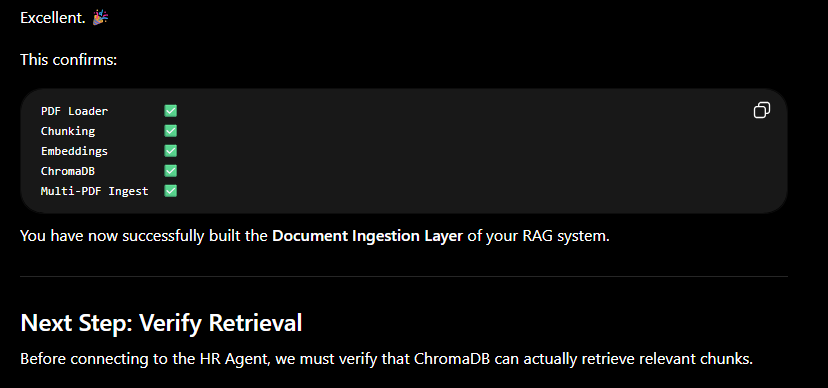 Excellent. 🎉
This confirms:
PDF Loader ✅
Chunking ✅
Embeddings ✅
ChromaDB ✅
Multi-PDF Ingest ✅
You have now successfully built the Document Ingestion Layer of your RAG system.
Next Step: Verify Retrieval
Before connecting to the HR Agent, we must verify that ChromaDB can actually retrieve relevant chunks.